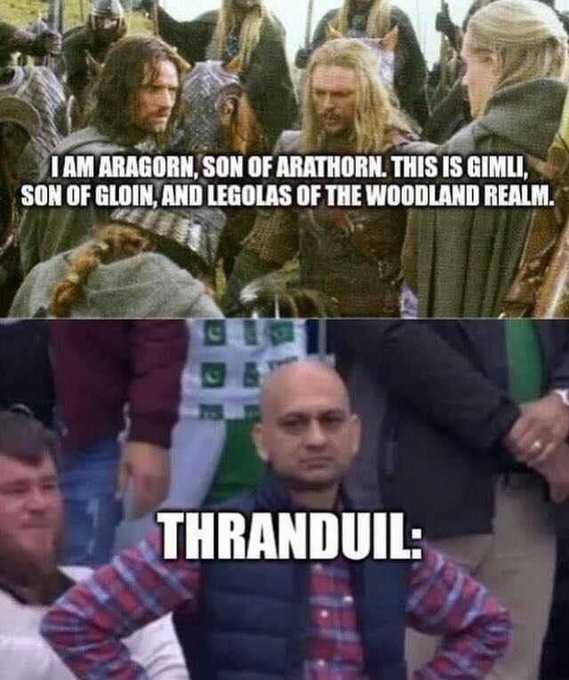 I AM ARAGORN, SON OF ARATHORN. THIS IS GIMLI,
SON OF GLOIN, AND LEGOLAS OF THE WOODLAND REALM.
THRANDUIL: